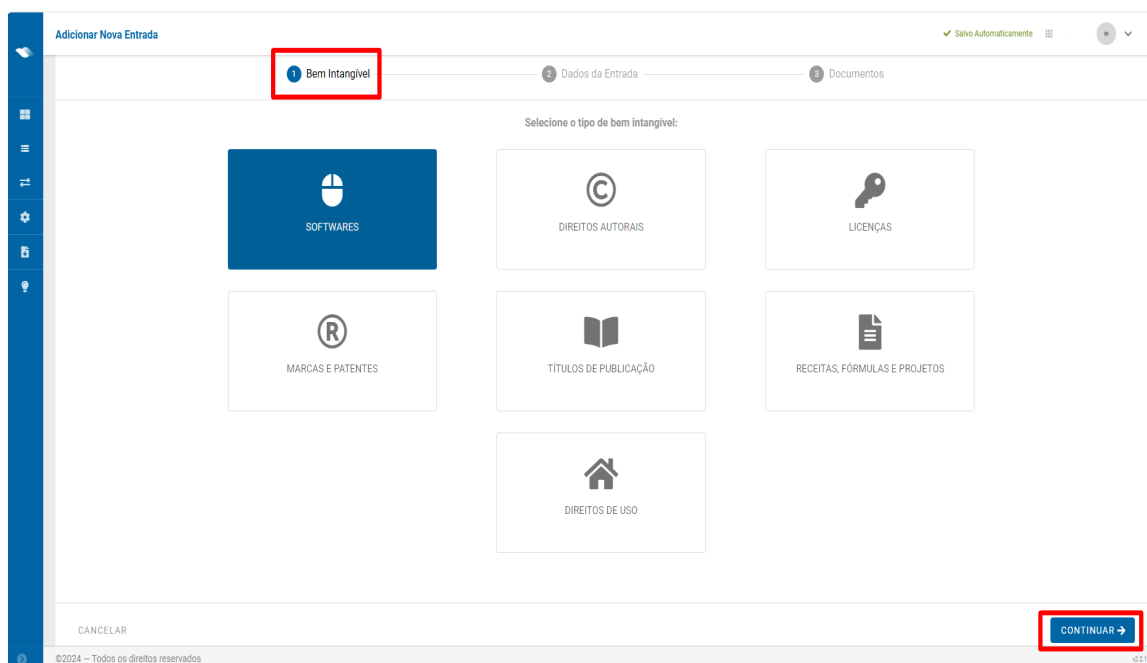 Adicionar Nova Entrada
Salvo Automaticamente
1 Bem Intangível
2 Dados da Entrada
3 Documentos
Selecione o tipo de bem intangível:
SOFTWARES
DIREITOS AUTORAIS
LICENÇAS
MARCAS E PATENTES
TÍTULOS DE PUBLICAÇÃO
RECEITAS, FÓRMULAS E PROJETOS
DIREITOS DE USO
CANCELAR
CONTINUAR
©2024 – Todos os direitos reservados